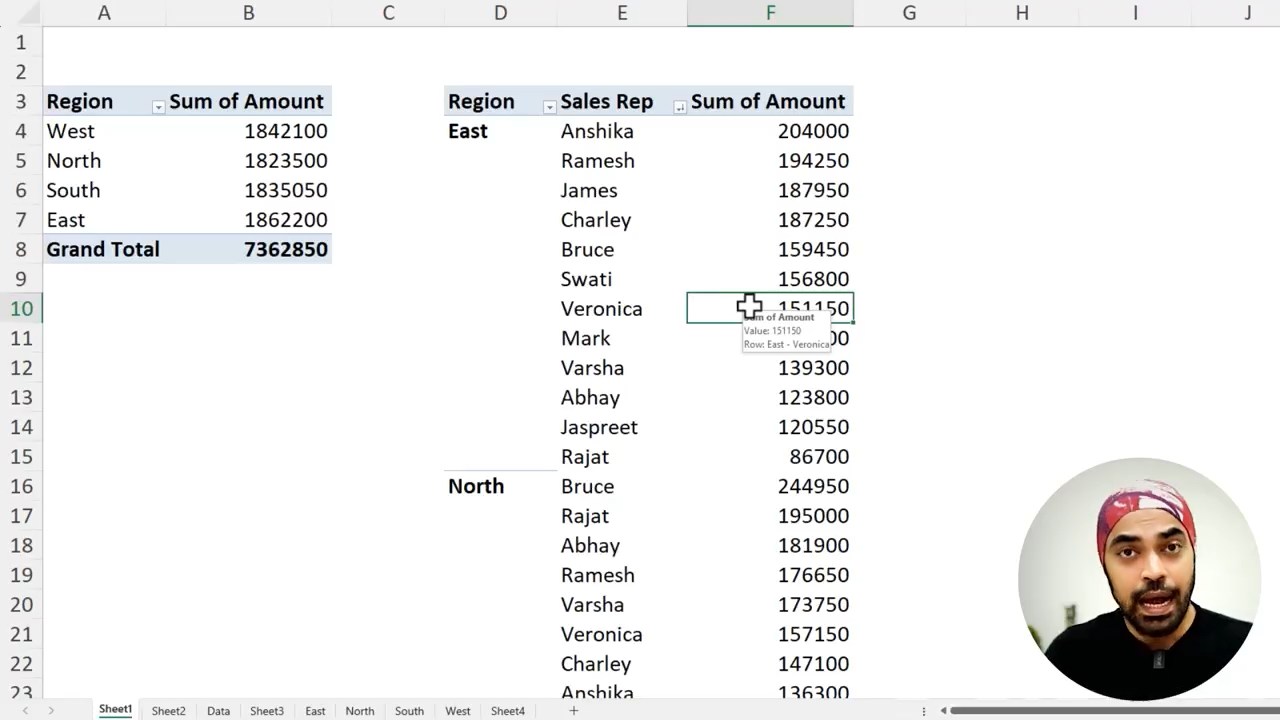 A B C D E F G H I J
1
2
3 Region Sum of Amount Region Sales Rep Sum of Amount
4 West 1842100 East Anshika 204000
5 North 1823500 Ramesh 194250
6 South 1835050 James 187950
7 East 1862200 Charley 187250
8 Grand Total 7362850 Bruce 159450
9 Swati 156800
10 Veronica 151150
Sum of Amount
Value: 151150
Row: East - Veronica
11 Mark
12 Varsha 139300
13 Abhay 123800
14 Jaspreet 120550
15 Rajat 86700
16 North Bruce 244950
17 Rajat 195000
18 Abhay 181900
19 Ramesh 176650
20 Varsha 173750
21 Veronica 157150
22 Charley 147100
23 Anshika 136300
Sheet1 Sheet2 Data Sheet3 East North South West Sheet4 +